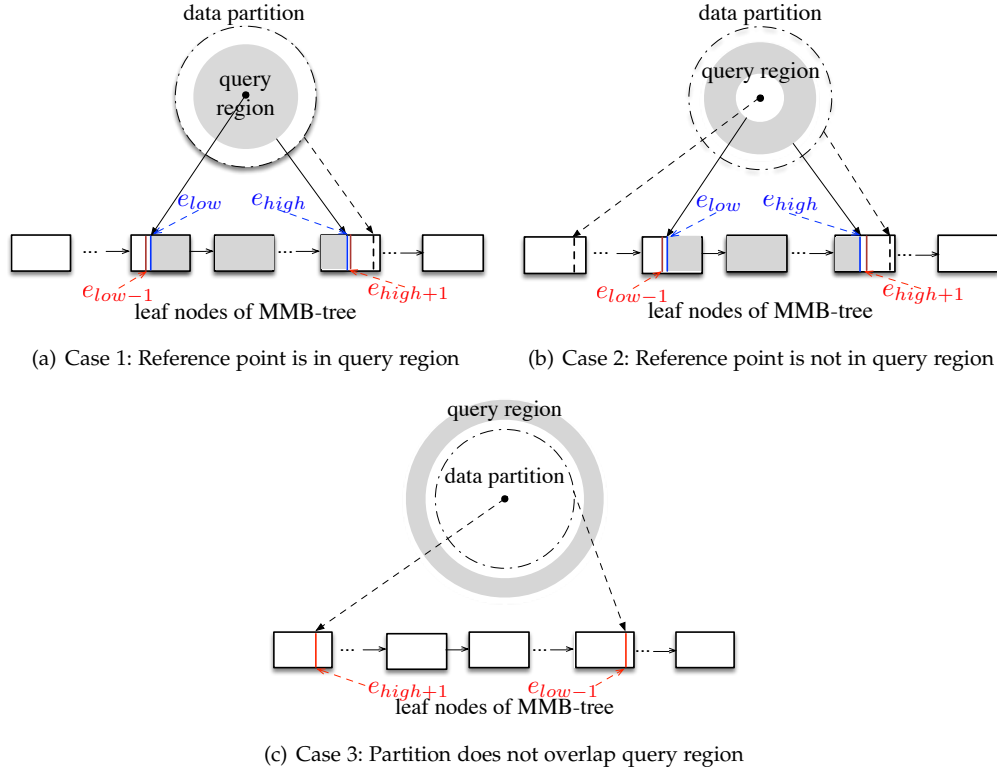 data partition
query
region
e_low
e_high
...
...
...
e_low−1
e_high+1
leaf nodes of MMB-tree
(a) Case 1: Reference point is in query region
data partition
query region
e_low
e_high
...
...
...
e_low−1
e_high+1
leaf nodes of MMB-tree
(b) Case 2: Reference point is not in query region
query region
data partition
...
...
...
e_high+1
e_low−1
leaf nodes of MMB-tree
(c) Case 3: Partition does not overlap query region